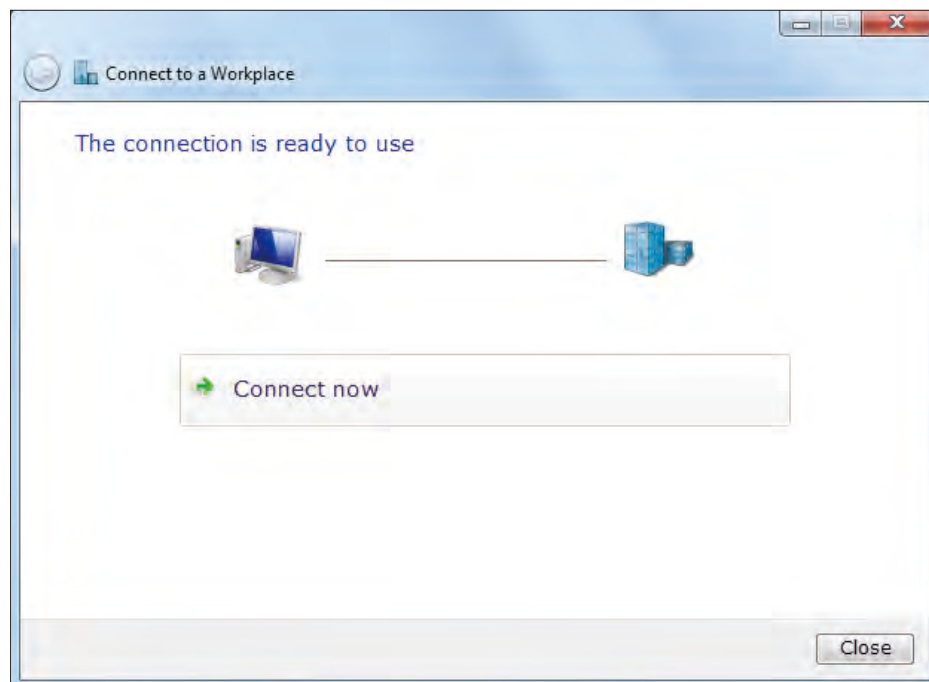 Connect to a Workplace
The connection is ready to use
Connect now
Close